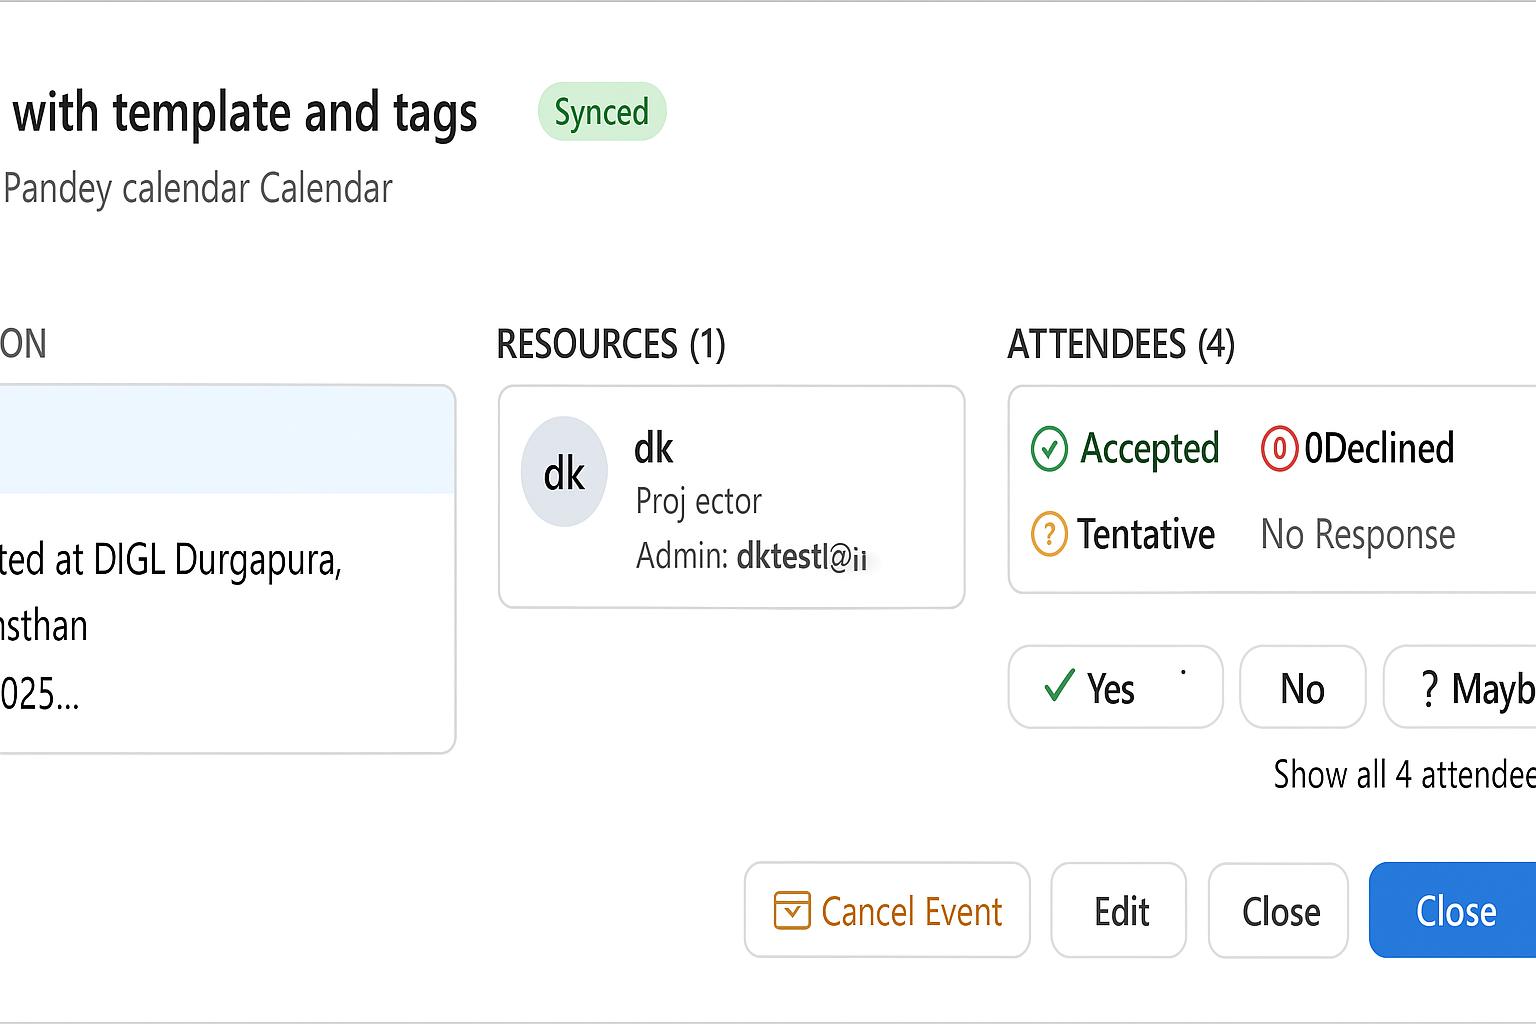 with template and tags
Synced
Pandey calendar Calendar
ON
ted at DIGL Durgapura,
sthan
025...
RESOURCES (1)
dk
dk
Proj ector
Admin: dktestl@ii
ATTENDEES (4)
Accepted
0 0Declined
? Tentative
No Response
Yes
No
? Mayb
Show all 4 attendee
Cancel Event
Edit
Close
Close